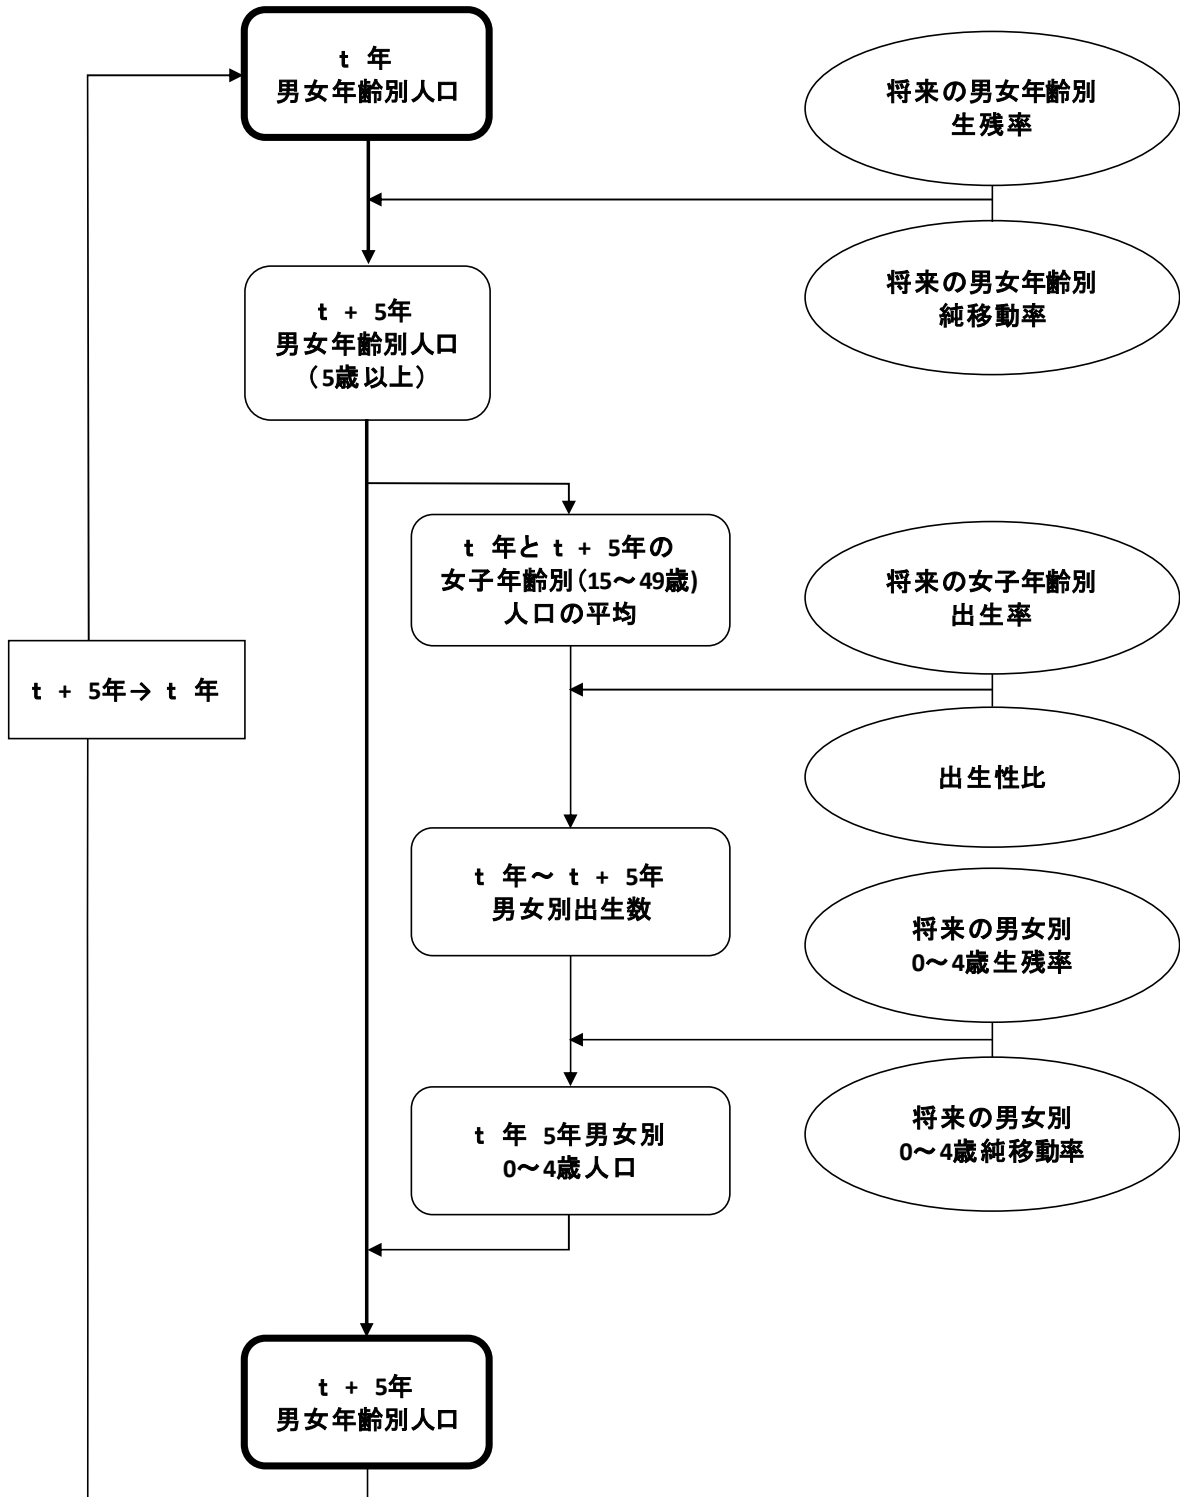 t 年
男女年齢別人口
将来の男女年齢別
生残率
将来の男女年齢別
純移動率
t + 5年
男女年齢別人口
（5歳以上）
t 年と t + 5年の
女子年齢別（15～49歳)
人口の平均
将来の女子年齢別
出生率
t + 5年→ t 年
出生性比
t 年～ t + 5年
男女別出生数
将来の男女別
0～4歳生残率
t 年 5年男女別
0～4歳人口
将来の男女別
0～4歳純移動率
t + 5年
男女年齢別人口